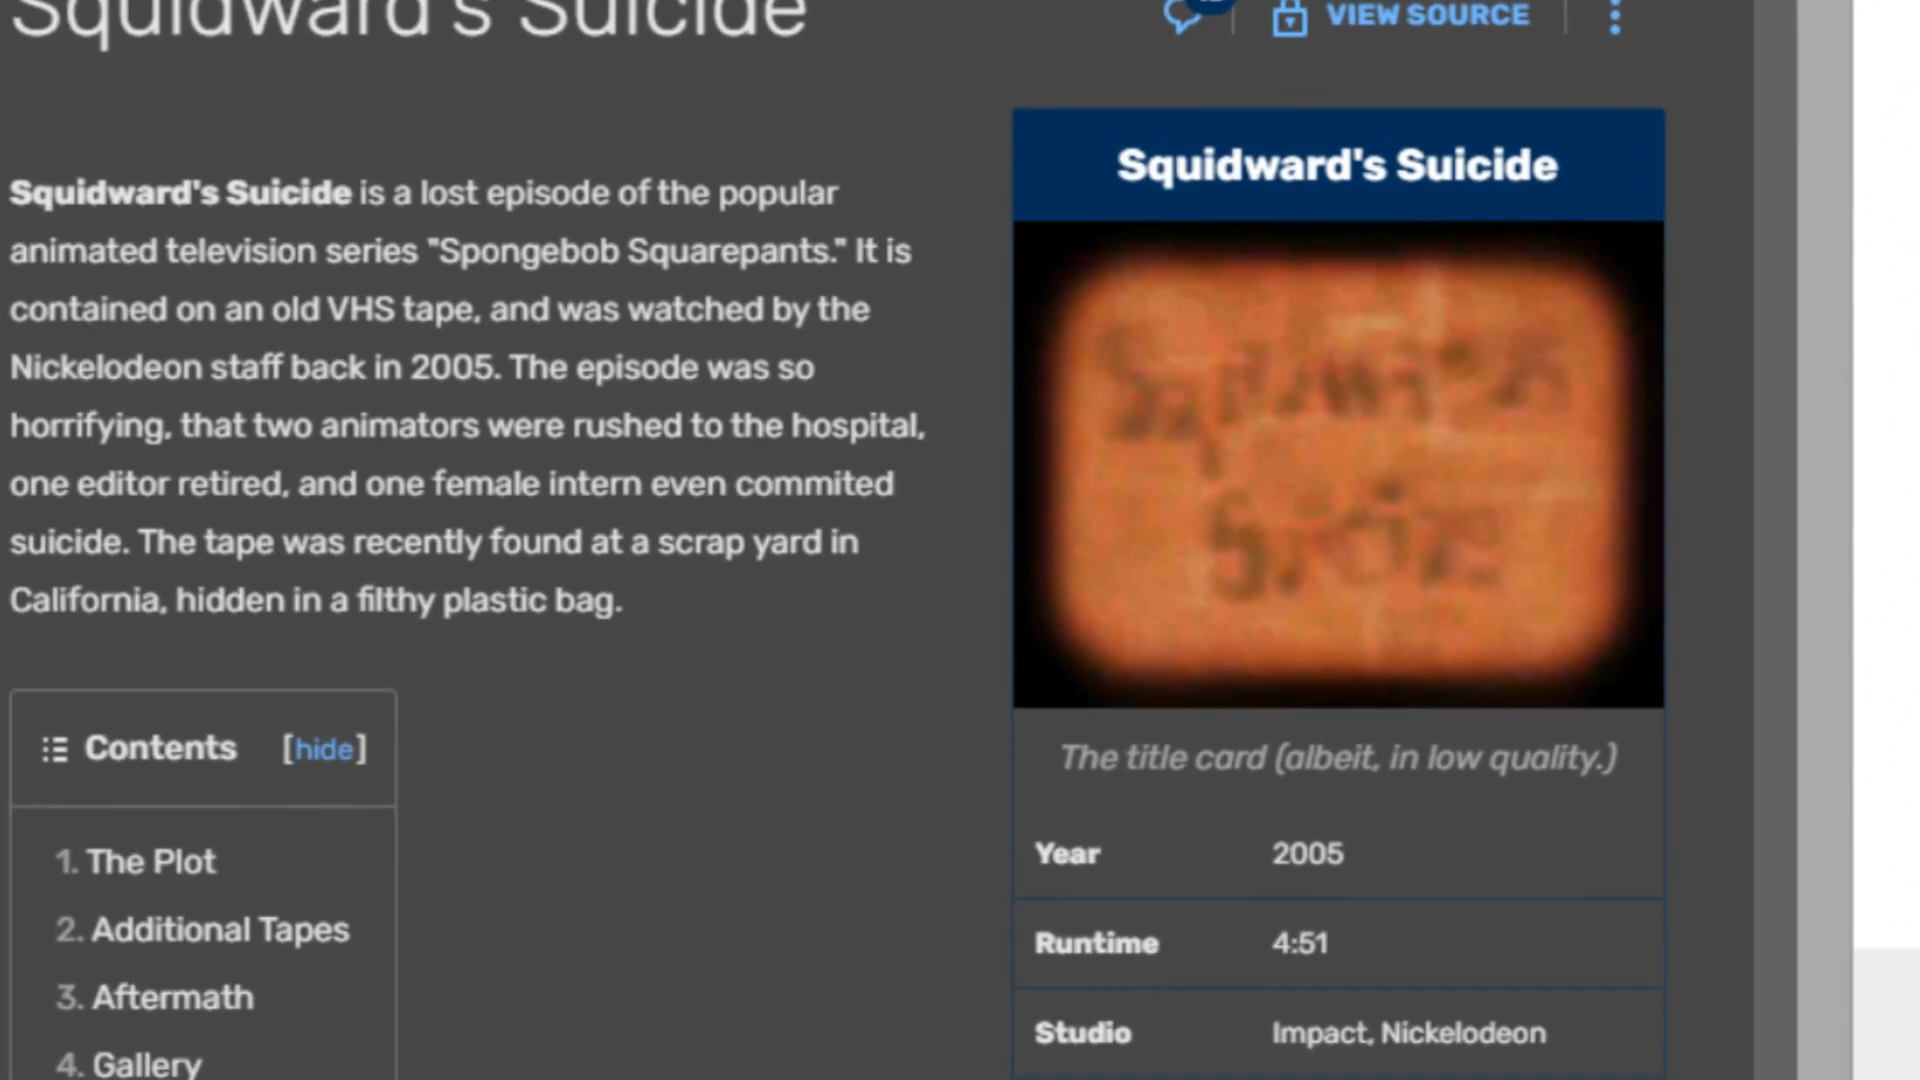 Squidward's Suicide
VIEW SOURCE
Squidward's Suicide is a lost episode of the popular
animated television series "Spongebob Squarepants." It is
contained on an old VHS tape, and was watched by the
Nickelodeon staff back in 2005. The episode was so
horrifying, that two animators were rushed to the hospital,
one editor retired, and one female intern even commited
suicide. The tape was recently found at a scrap yard in
California, hidden in a filthy plastic bag.
Contents [hide]
1. The Plot
2. Additional Tapes
3. Aftermath
4. Gallery
Squidward's Suicide
The title card (albeit, in low quality.)
Year 2005
Runtime 4:51
Studio Impact, Nickelodeon